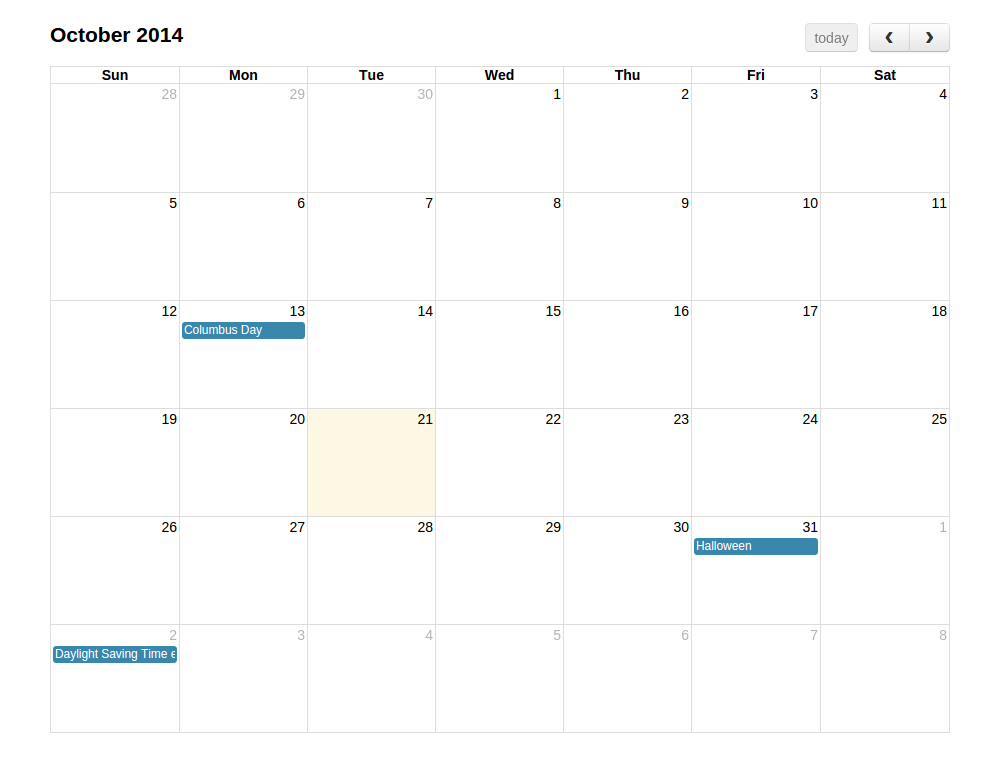 October 2014 today ‹ ›
Sun Mon Tue Wed Thu Fri Sat
28 29 30 1 2 3 4
5 6 7 8 9 10 11
12 13 14 15 16 17 18
Columbus Day
19 20 21 22 23 24 25
26 27 28 29 30 31 1
Halloween
2 3 4 5 6 7 8
Daylight Saving Time e